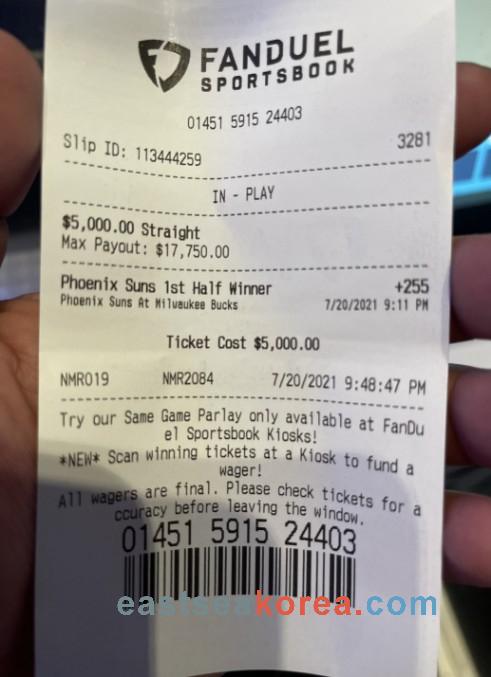 FANDUEL
SPORTSBOOK
01451 5915 24403
Slip ID: 113444259 3281
IN - PLAY
$5,000.00 Straight
Max Payout: $17,750.00
Phoenix Suns 1st Half Winner +255
Phoenix Suns At Milwaukee Bucks 7/20/2021 9:11 PM
Ticket Cost $5,000.00
NMR019 NMR2084 7/20/2021 9:48:47 PM
Try our Same Game Parlay only available at FanDu
el Sportsbook Kiosks!
*NEW* Scan winning tickets at a Kiosk to fund a
wager!
All wagers are final. Please check tickets for a
ccuracy before leaving the window.
01451 5915 24403
eastseakorea.com